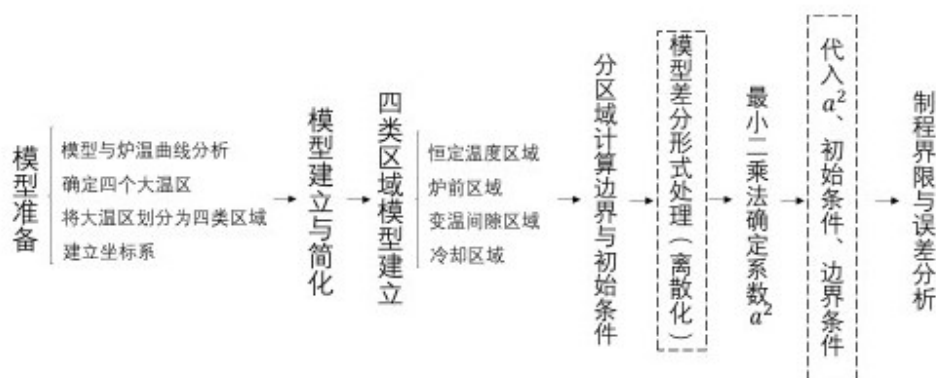 模型准备
模型与炉温曲线分析
确定四个大温区
将大温区划分为四类区域
建立坐标系
模型建立与简化
四类区域模型建立
恒定温度区域
炉前区域
变温间隙区域
冷却区域
分区域计算边界与初始条件
模型差分形式处理（离散化）
最小二乘法确定系数a²
代入a²、初始条件、边界条件
制程界限与误差分析